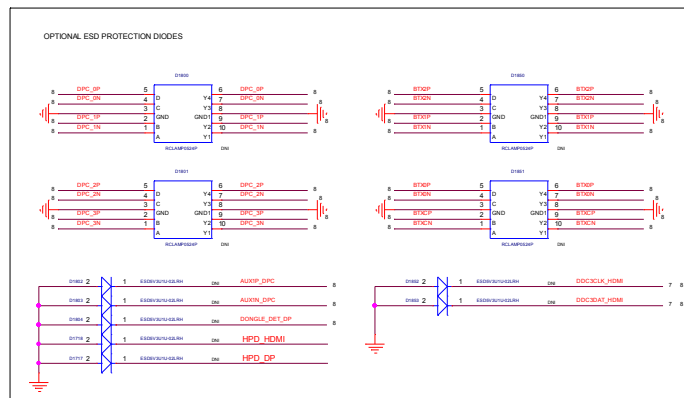 OPTIONAL ESD PROTECTION DIODES
D1800
8 DPC_0P 5 D Y4 6 DPC_0P 8
8 DPC_0N 4 C Y3 7 DPC_0N 8
3 GND GND1 8 8
8 DPC_1P 2 B Y2 9 DPC_1P 8
8 DPC_1N 1 A Y1 10 DPC_1N 8
RCLAMP0524P DNI
D1801
8 DPC_2P 5 D Y4 6 DPC_2P 8
8 DPC_2N 4 C Y3 7 DPC_2N 8
3 GND GND1 8 8
8 DPC_3P 2 B Y2 9 DPC_3P 8
8 DPC_3N 1 A Y1 10 DPC_3N 8
RCLAMP0524P DNI
8 BTX2P 5 D Y4 6 BTX2P 8
8 BTX2N 4 C Y3 7 BTX2N 8
3 GND GND1 8 8
8 BTX1P 2 B Y2 9 BTX1P 8
8 BTX1N 1 A Y1 10 BTX1N 8
RCLAMP0524P DNI
8 BTX0P 5 D Y4 6 BTX0P 8
8 BTX0N 4 C Y3 7 BTX0N 8
3 GND GND1 8 8
8 BTXCP 2 B Y2 9 BTXCP 8
8 BTXCN 1 A Y1 10 BTXCN 8
RCLAMP0524P DNI
D1802 2 1 ESD5V3U1U-02LRH DNI AUX1P_DPC 8
D1803 2 1 ESD5V3U1U-02LRH DNI AUX1N_DPC 8
D1804 2 1 ESD5V3U1U-02LRH DNI DONGLE_DET_DP 8
D1718 2 1 ESD5V3U1U-02LRH DNI HPD_HDMI
D1717 2 1 ESD5V3U1U-02LRH DNI HPD_DP
2 1 ESD5V3U1U-02LRH DNI DDC3CLK_HDMI 7 8
2 1 ESD5V3U1U-02LRH DNI DDC3DAT_HDMI 7 8